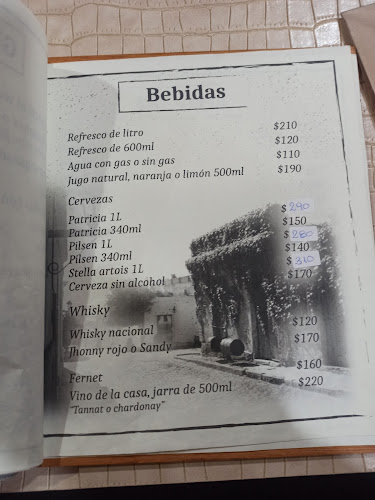 Bebidas
Refresco de litro $210
Refresco de 600ml $120
Agua con gas o sin gas $110
Jugo natural, naranja o limón 500ml $190
Cervezas
Patricia 1L $290
Patricia 340ml $150
Pilsen 1L $280
Pilsen 340ml $140
Stella artois 1L $310
Cerveza sin alcohol $170
Whisky
Whisky nacional $120
Jhonny rojo o Sandy $170
Fernet $160
Vino de la casa, jarra de 500ml $220
"Tannat o chardonay"